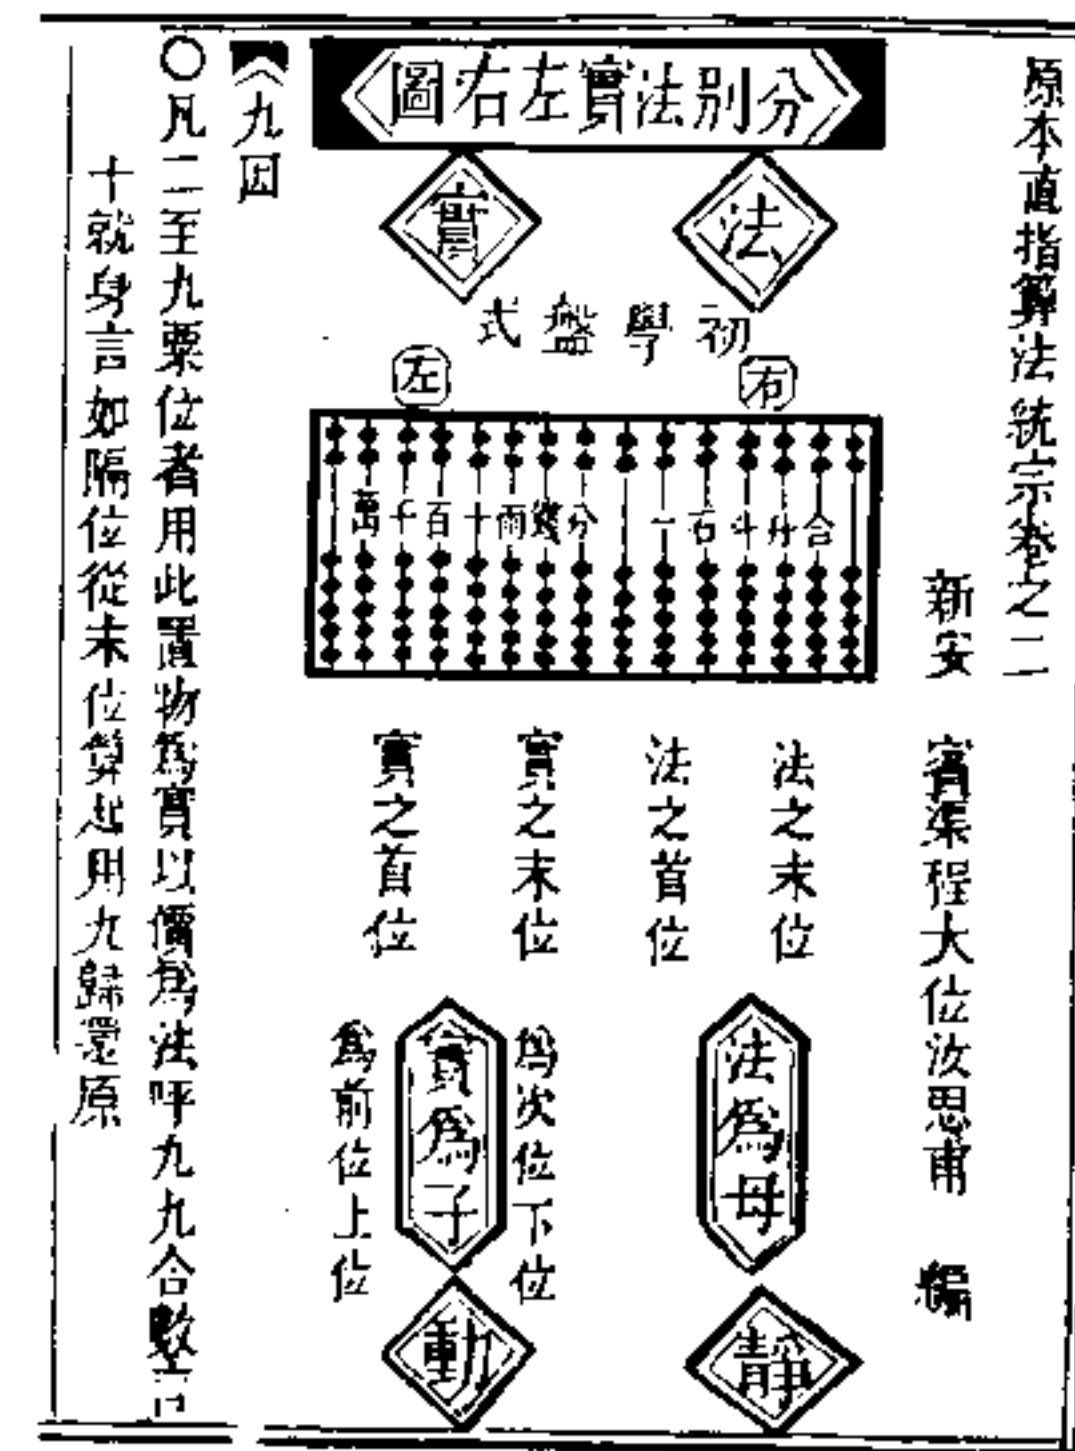 原本直指算法統宗卷之二
新安 賓渠程大位汝思甫 編
分別法實左右圖
法
實
初學盤式
右
左
萬千百十兩錢分 一石斗升合
法之末位
法之首位
實之末位
實之首位
法為母
靜
為次位下位
實為子
為前位上位
動
九因
〇凡二至九粟位者用此置物為實以價為法呼九九合數言
十就身言如隔位從末位算起用九歸還原